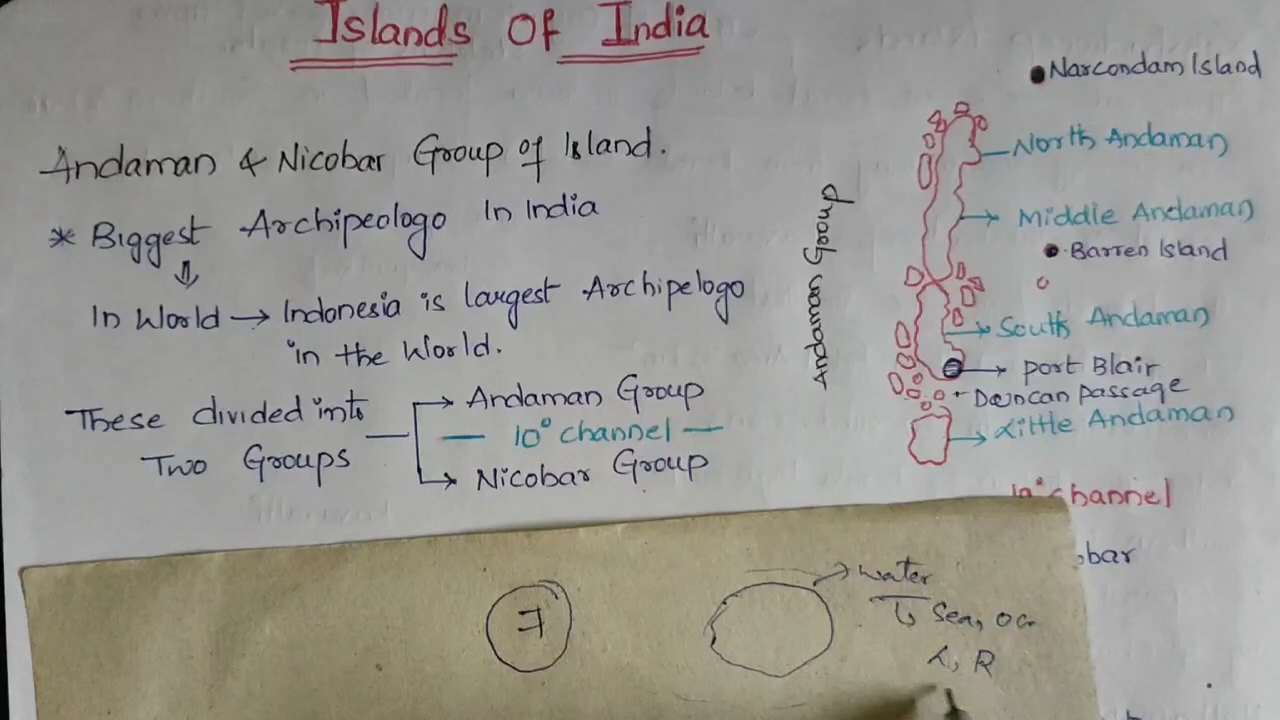 Islands Of India
Andaman & Nicobar Group of Island.
* Biggest Archipeologo In India
⇓
In World → Indonesia is largest Archipelogo
in the World.
These divided into
Two Groups
→ Andaman Group
— 10° channel —
→ Nicobar Group
Andaman Group
Narcondam Island
North Andaman
→ Middle Andaman
Barren Island
→ South Andaman
→ Port Blair
Duncan passage
→ Little Andaman
channel
obar
→ water
↳ Sea, Oc
L, R